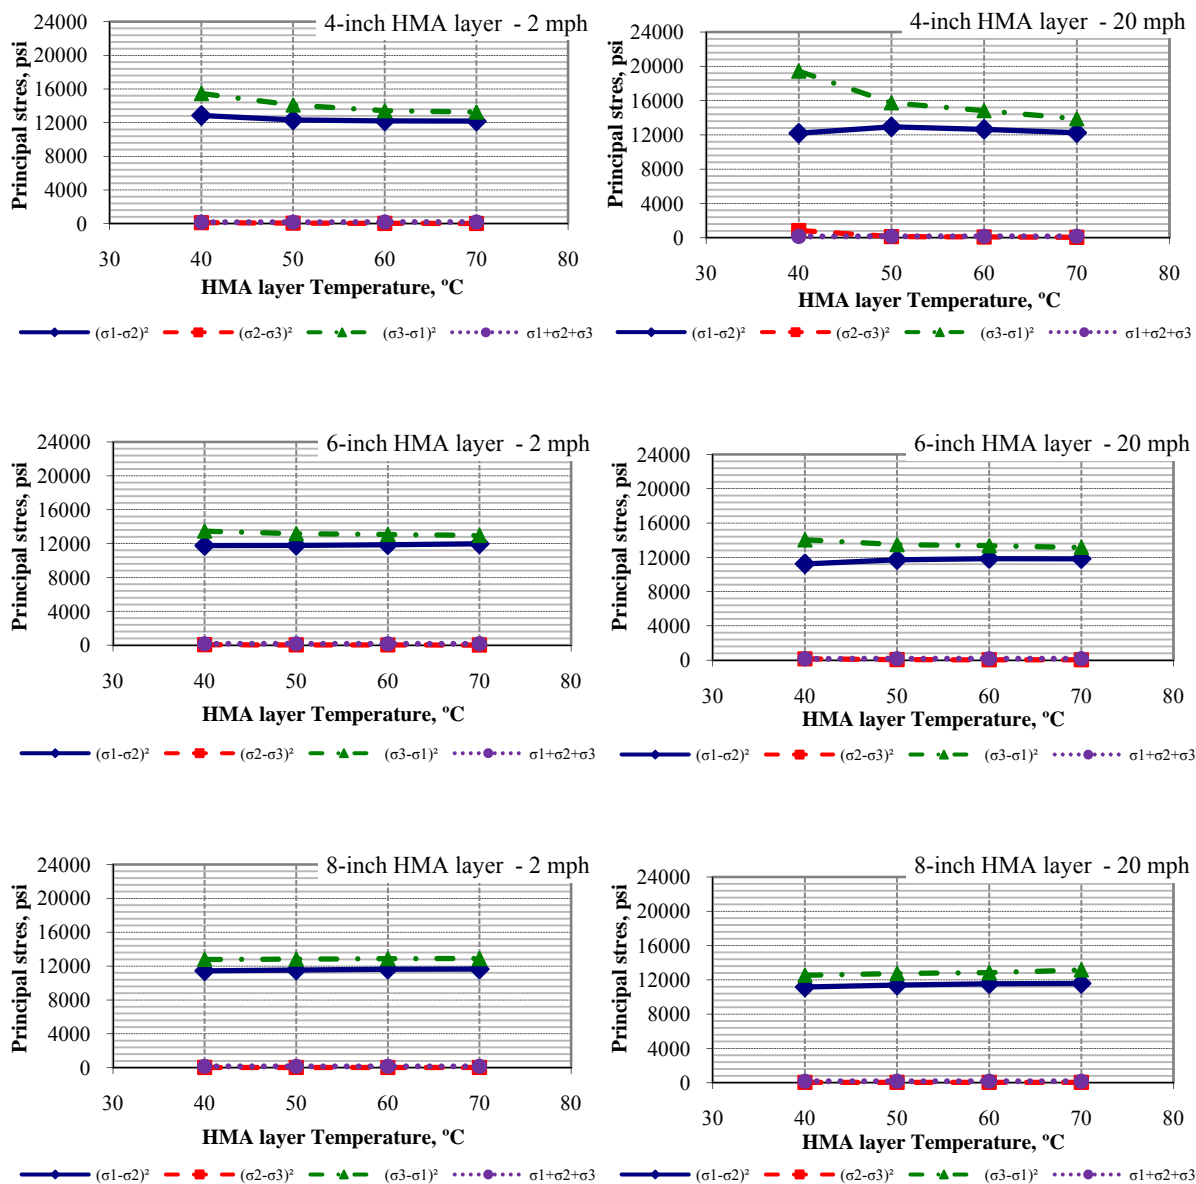 4-inch HMA layer - 2 mph
Principal stres, psi
24000
20000
16000
12000
8000
4000
0
30 40 50 60 70 80
HMA layer Temperature, ºC
(σ1-σ2)² (σ2-σ3)² (σ3-σ1)² σ1+σ2+σ3
4-inch HMA layer - 20 mph
Principal stres, psi
24000
20000
16000
12000
8000
4000
0
30 40 50 60 70 80
HMA layer Temperature, ºC
(σ1-σ2)² (σ2-σ3)² (σ3-σ1)² σ1+σ2+σ3
6-inch HMA layer - 2 mph
Principal stres, psi
24000
20000
16000
12000
8000
4000
0
30 40 50 60 70 80
HMA layer Temperature, ºC
(σ1-σ2)² (σ2-σ3)² (σ3-σ1)² σ1+σ2+σ3
6-inch HMA layer - 20 mph
Principal stres, psi
24000
20000
16000
12000
8000
4000
0
30 40 50 60 70 80
HMA layer Temperature, ºC
(σ1-σ2)² (σ2-σ3)² (σ3-σ1)² σ1+σ2+σ3
8-inch HMA layer - 2 mph
Principal stres, psi
24000
20000
16000
12000
8000
4000
0
30 40 50 60 70 80
HMA layer Temperature, ºC
(σ1-σ2)² (σ2-σ3)² (σ3-σ1)² σ1+σ2+σ3
8-inch HMA layer - 20 mph
Principal stres, psi
24000
20000
16000
12000
8000
4000
0
30 40 50 60 70 80
HMA layer Temperature, ºC
(σ1-σ2)² (σ2-σ3)² (σ3-σ1)² σ1+σ2+σ3